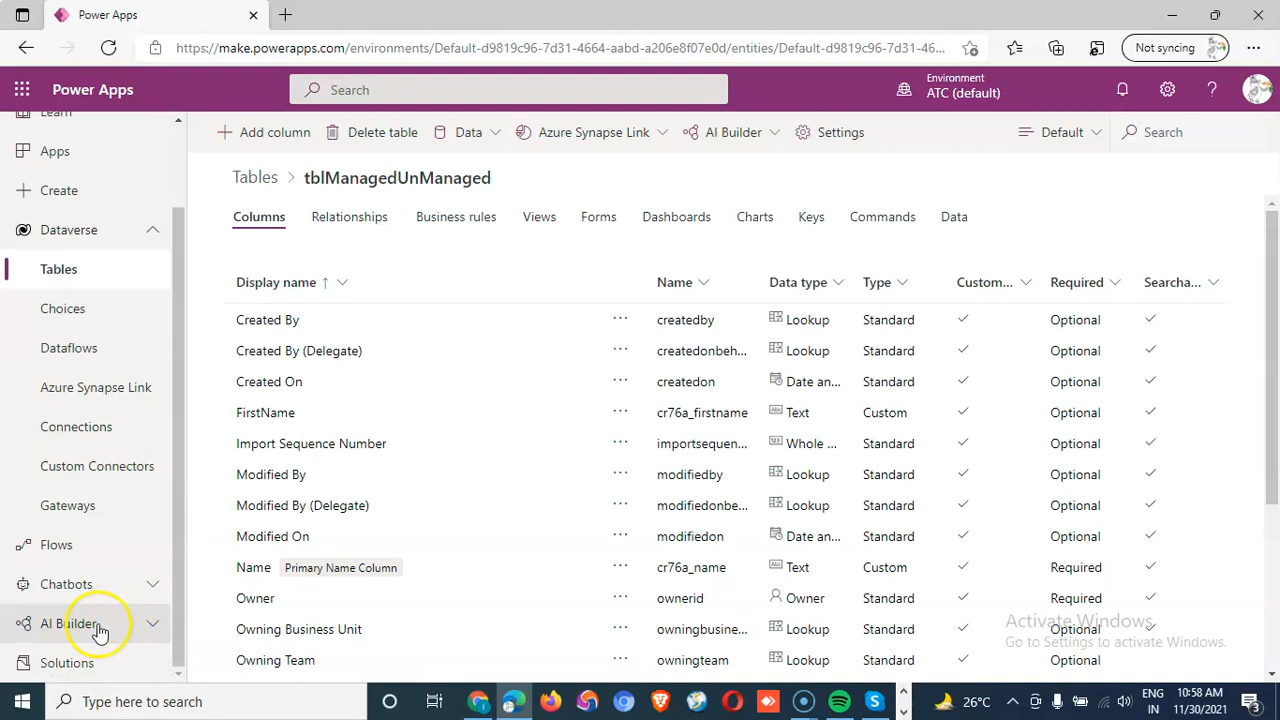 Power Apps
https://make.powerapps.com/environments/Default-d9819c96-7d31-4664-aabd-a206e8f07e0d/entities/Default-d9819c96-7d31-4664-aabd-a206e8f07e0d/en46...
Not syncing
Power Apps
Search
Environment
ATC (default)
Learn
Apps
Create
Dataverse
Tables
Choices
Dataflows
Azure Synapse Link
Connections
Custom Connectors
Gateways
Flows
Chatbots
AI Builder
Solutions
Add column
Delete table
Data
Azure Synapse Link
AI Builder
Settings
Default
Search
Tables > tblManagedUnManaged
Columns Relationships Business rules Views Forms Dashboards Charts Keys Commands Data
Display name ↑ Name Data type Type Custom... Required Searcha...
Created By ... createdby Lookup Standard ✓ Optional ✓
Created By (Delegate) ... createdonbeh... Lookup Standard ✓ Optional ✓
Created On ... createdon Date an... Standard ✓ Optional ✓
FirstName ... cr76a_firstname Text Custom ✓ Optional ✓
Import Sequence Number ... importsequen... Whole ... Standard ✓ Optional ✓
Modified By ... modifiedby Lookup Standard ✓ Optional ✓
Modified By (Delegate) ... modifiedonbe... Lookup Standard ✓ Optional ✓
Modified On ... modifiedon Date an... Standard ✓ Optional ✓
Name Primary Name Column ... cr76a_name Text Custom ✓ Required ✓
Owner ... ownerid Owner Standard ✓ Required ✓
Owning Business Unit ... owningbusine... Lookup Standard ✓ Optional ✓
Owning Team ... owningteam Lookup Standard ✓ Optional ✓
Activate Windows
Go to Settings to activate Windows.
Type here to search
26°C
ENG
IN
10:58 AM
11/30/2021
3